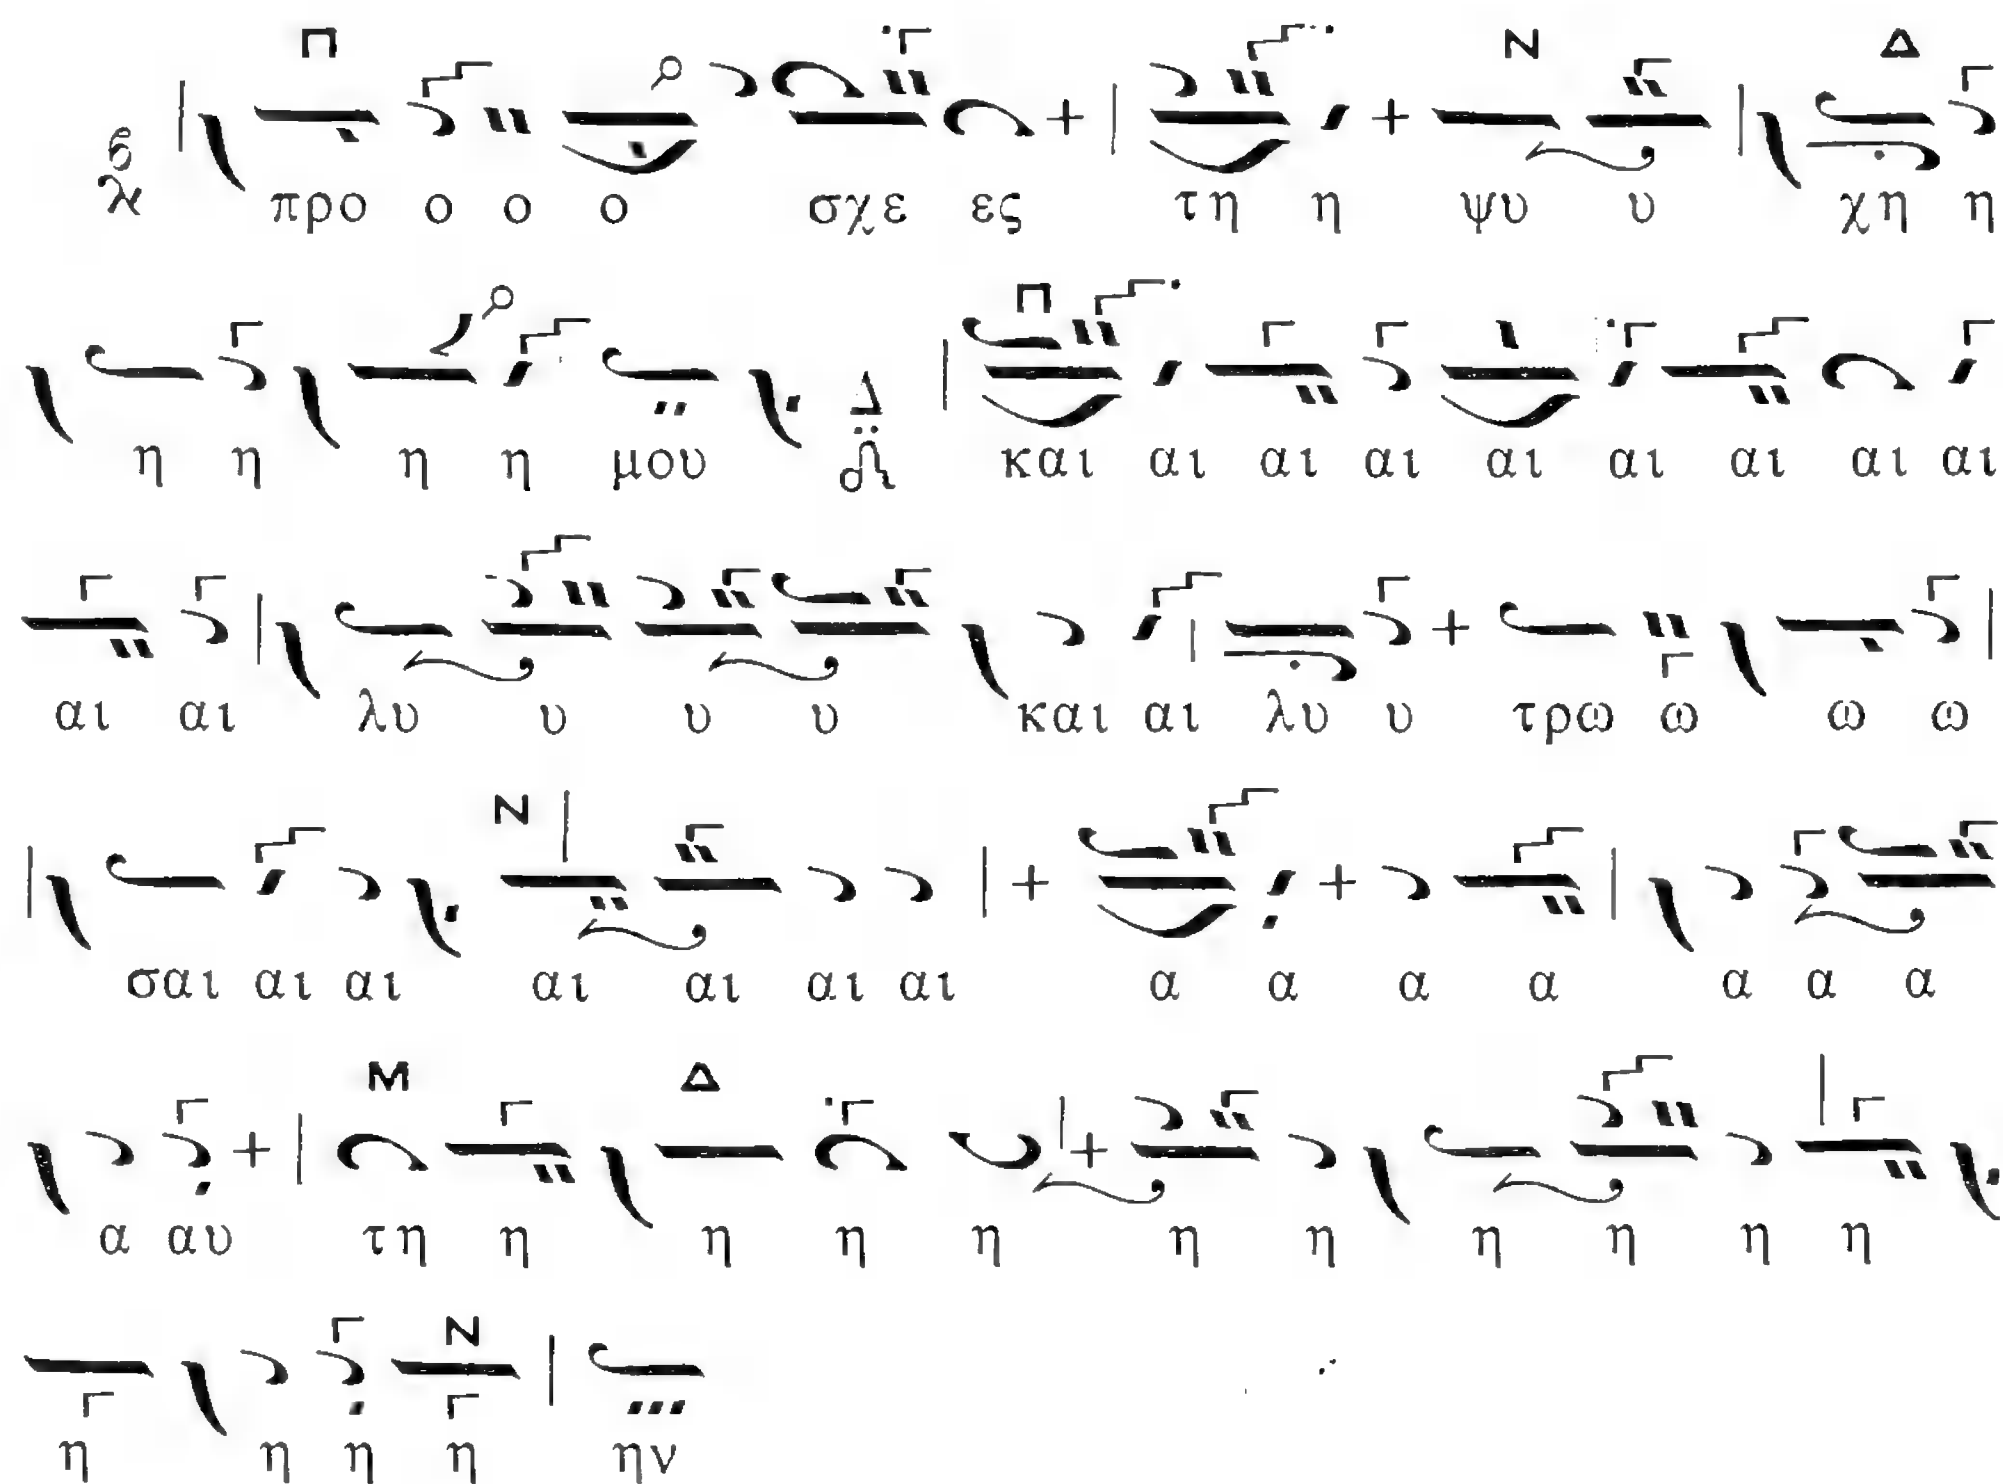 Π Ν Δ
προ ο ο ο σχε ες τη η ψυ υ χη η
Π
η η η η μου Δ και αι αι αι αι αι αι αι αι
αι αι λυ υ υ υ και αι λυ υ τρω ω ω ω
Ν
σαι αι αι αι αι αι αι α α α α α α α
Μ Δ
α αυ τη η η η η η η η η η η
Ν
η η η η ην